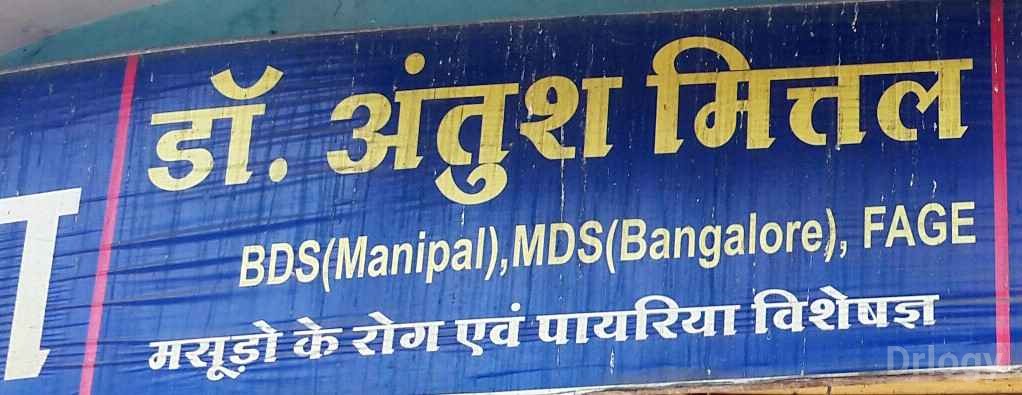 डॉ. अंतुश मित्तल
BDS(Manipal),MDS(Bangalore), FAGE
मसूड़ो के रोग एवं पायरिया विशेषज्ञ
Drlogy